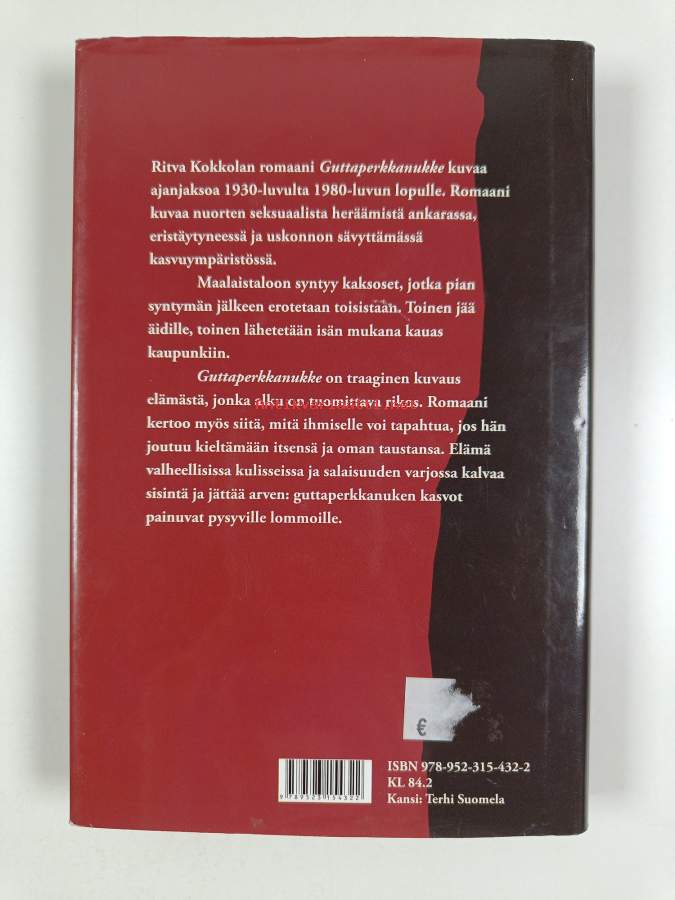 Ritva Kokkolan romaani Guttaperkkanukke kuvaa
ajanjaksoa 1930-luvulta 1980-luvun lopulle. Romaani
kuvaa nuorten seksuaalista heräämistä ankarassa,
eristäytyneessä ja uskonnon sävyttämässä
kasvuympäristössä.
Maalaistaloon syntyy kaksoset, jotka pian
syntymän jälkeen erotetaan toisistaan. Toinen jää
äidille, toinen lähetetään isän mukana kauas
kaupunkiin.
Guttaperkkanukke on traaginen kuvaus
elämästä, jonka alku on tuomittava rikos. Romaani
kertoo myös siitä, mitä ihmiselle voi tapahtua, jos hän
joutuu kieltämään itsensä ja oman taustansa. Elämä
valheellisissa kulisseissa ja salaisuuden varjossa kalvaa
sisintä ja jättää arven: guttaperkkanuken kasvot
painuvat pysyville lommoille.
€
ISBN 978-952-315-432-2
KL 84.2
Kansi: Terhi Suomela
9 789523 154322